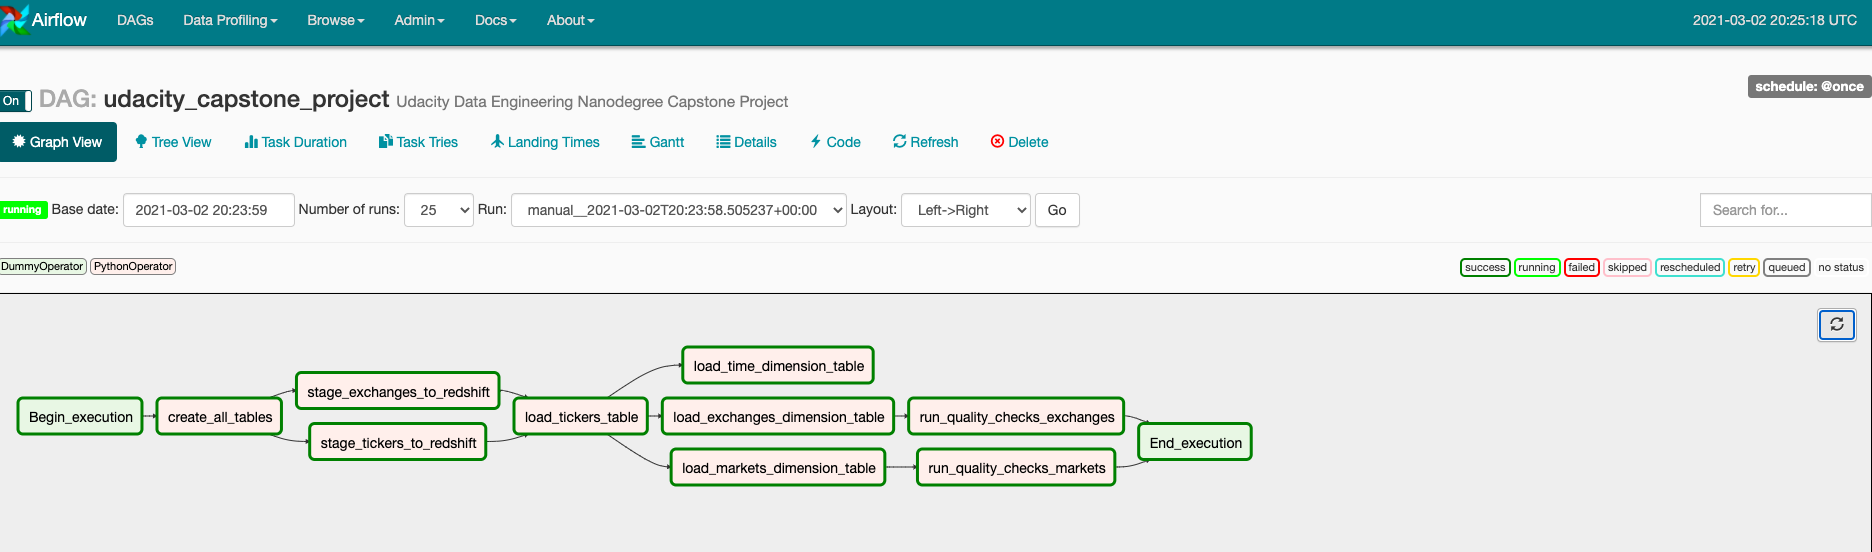 Airflow DAGs Data Profiling Browse Admin Docs About 2021-03-02 20:25:18 UTC
schedule: @once
On DAG: udacity_capstone_project Udacity Data Engineering Nanodegree Capstone Project
Graph View Tree View Task Duration Task Tries Landing Times Gantt Details Code Refresh Delete
running Base date: 2021-03-02 20:23:59 Number of runs: 25 Run: manual__2021-03-02T20:23:58.505237+00:00 Layout: Left->Right Go Search for...
DummyOperator PythonOperator success running failed skipped rescheduled retry queued no status
load_time_dimension_table
stage_exchanges_to_redshift
Begin_execution create_all_tables load_tickers_table load_exchanges_dimension_table run_quality_checks_exchanges
stage_tickers_to_redshift End_execution
load_markets_dimension_table run_quality_checks_markets